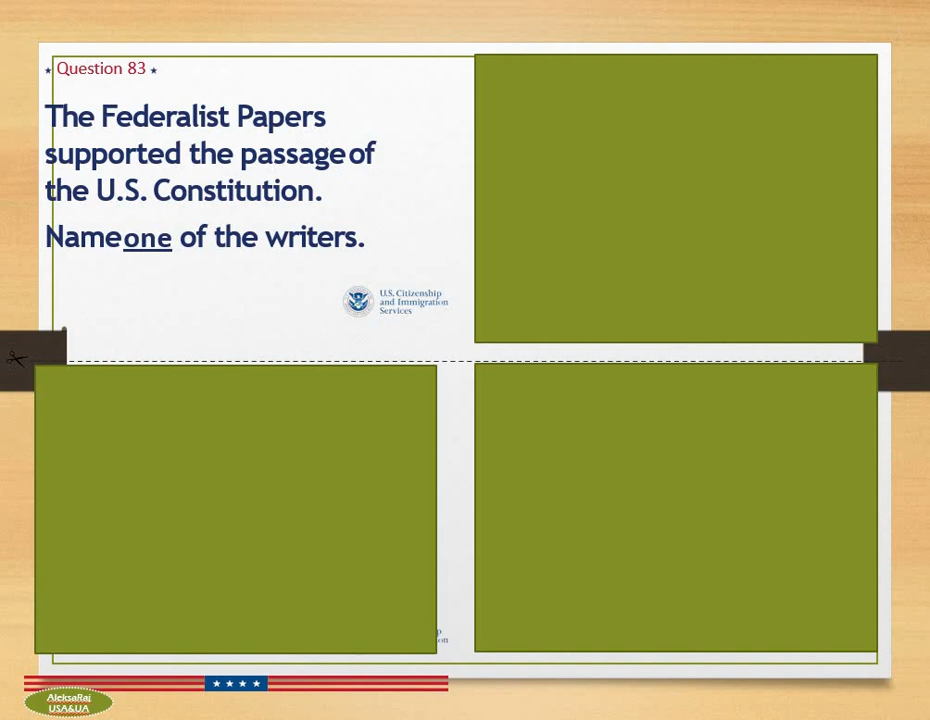 ★ Question 83 ★
The Federalist Papers
supported the passage of
the U.S. Constitution.
Name one of the writers.
U.S. Citizenship
and Immigration
Services
AleksaRaj
USA&UA